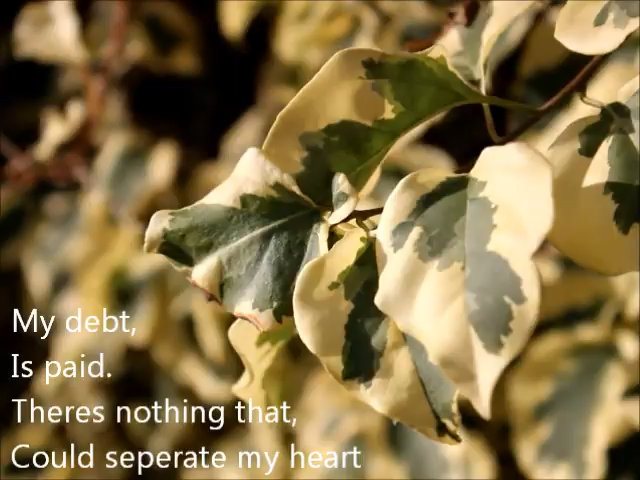 My debt,
Is paid.
Theres nothing that,
Could seperate my heart